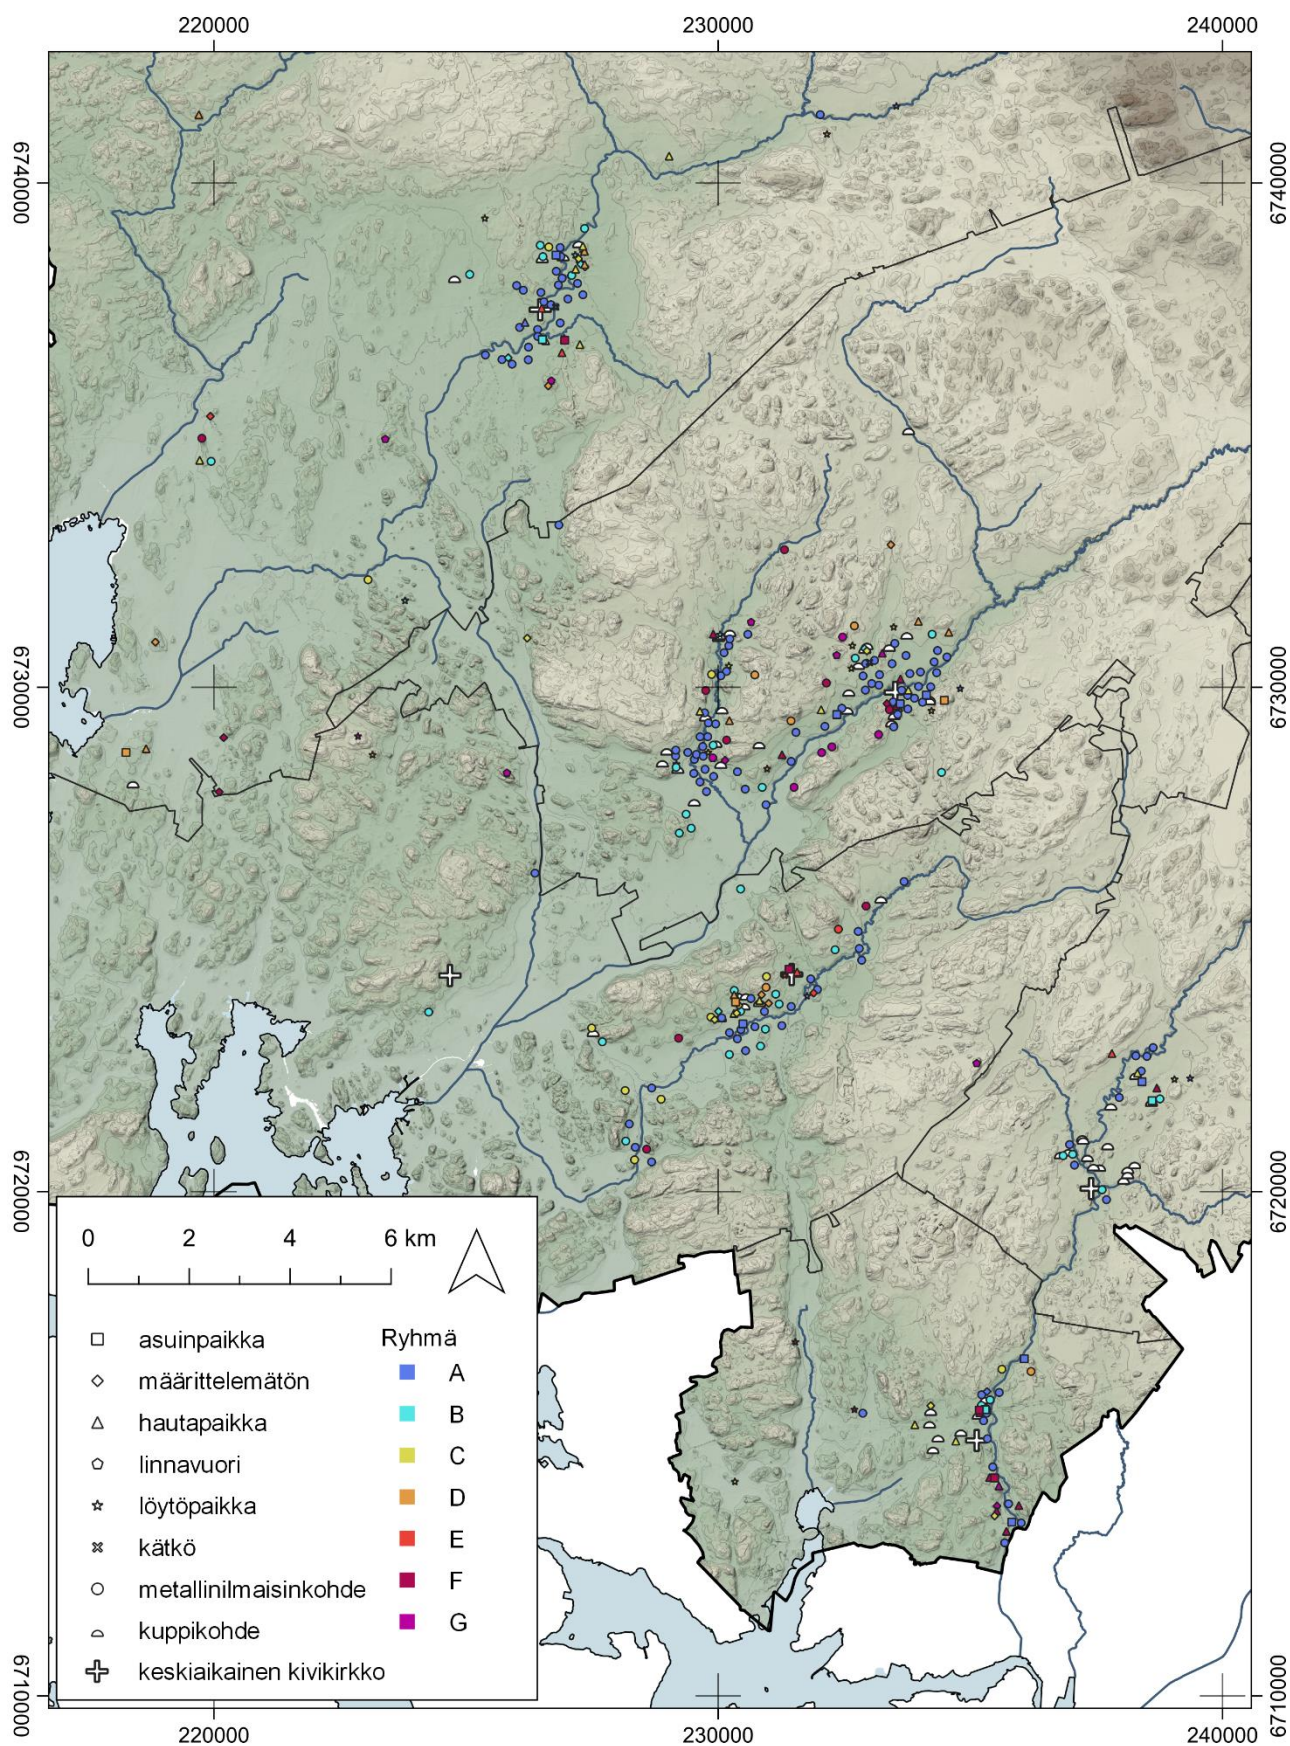 220000 230000 240000
6740000 6740000
6730000 6730000
6720000 6720000
0 2 4 6 km
asuinpaikka
määrittelemätön
hautapaikka
linnavuori
löytöpaikka
kätkö
metallinilmaisinkohde
kuppikohde
keskiaikainen kivikirkko
Ryhmä
A
B
C
D
E
F
G
6710000 6710000
220000 230000 240000